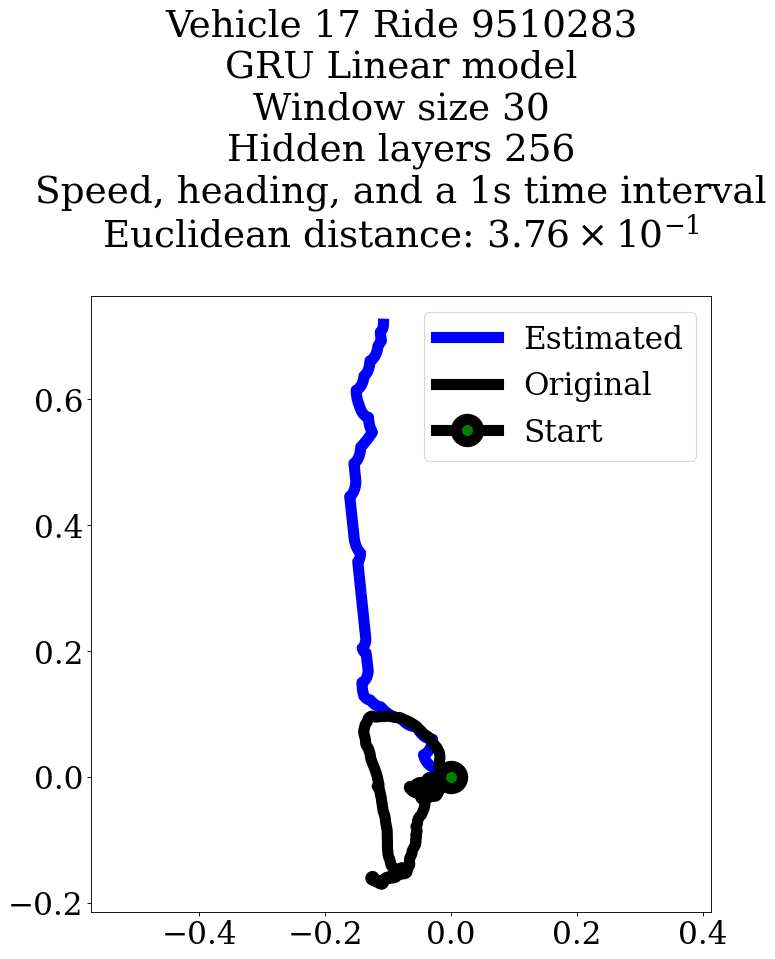 Vehicle 17 Ride 9510283
GRU Linear model
Window size 30
Hidden layers 256
Speed, heading, and a 1s time interval
Euclidean distance: 3.76 × 10⁻¹
Estimated
Original
Start
0.6
0.4
0.2
0.0
−0.2
−0.4
−0.2
0.0
0.2
0.4